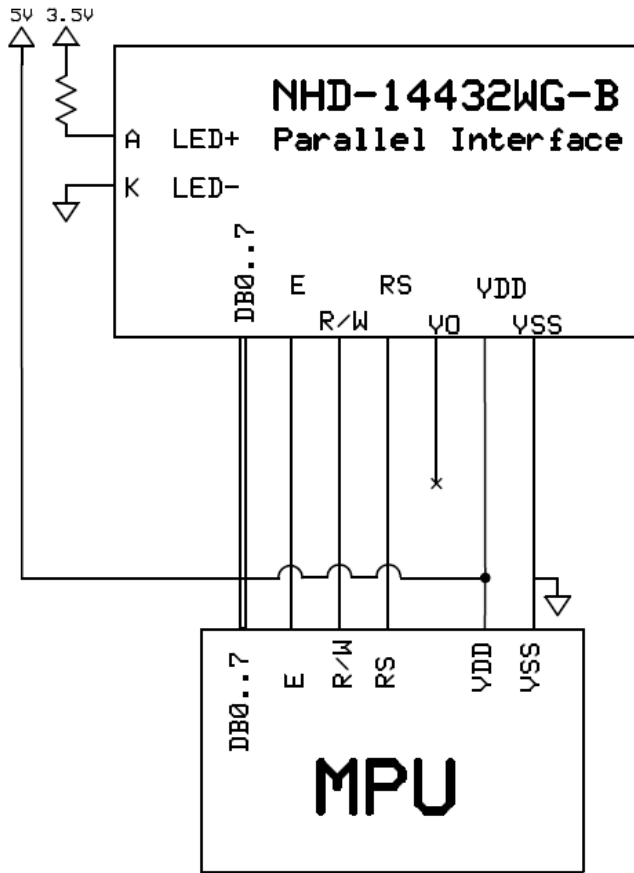 5V 3.5V
NHD-14432WG-B
A LED+ Parallel Interface
K LED-
DB0..7
E RS VDD
R/W VO VSS
DB0..7 E R/W RS VDD VSS
MPU